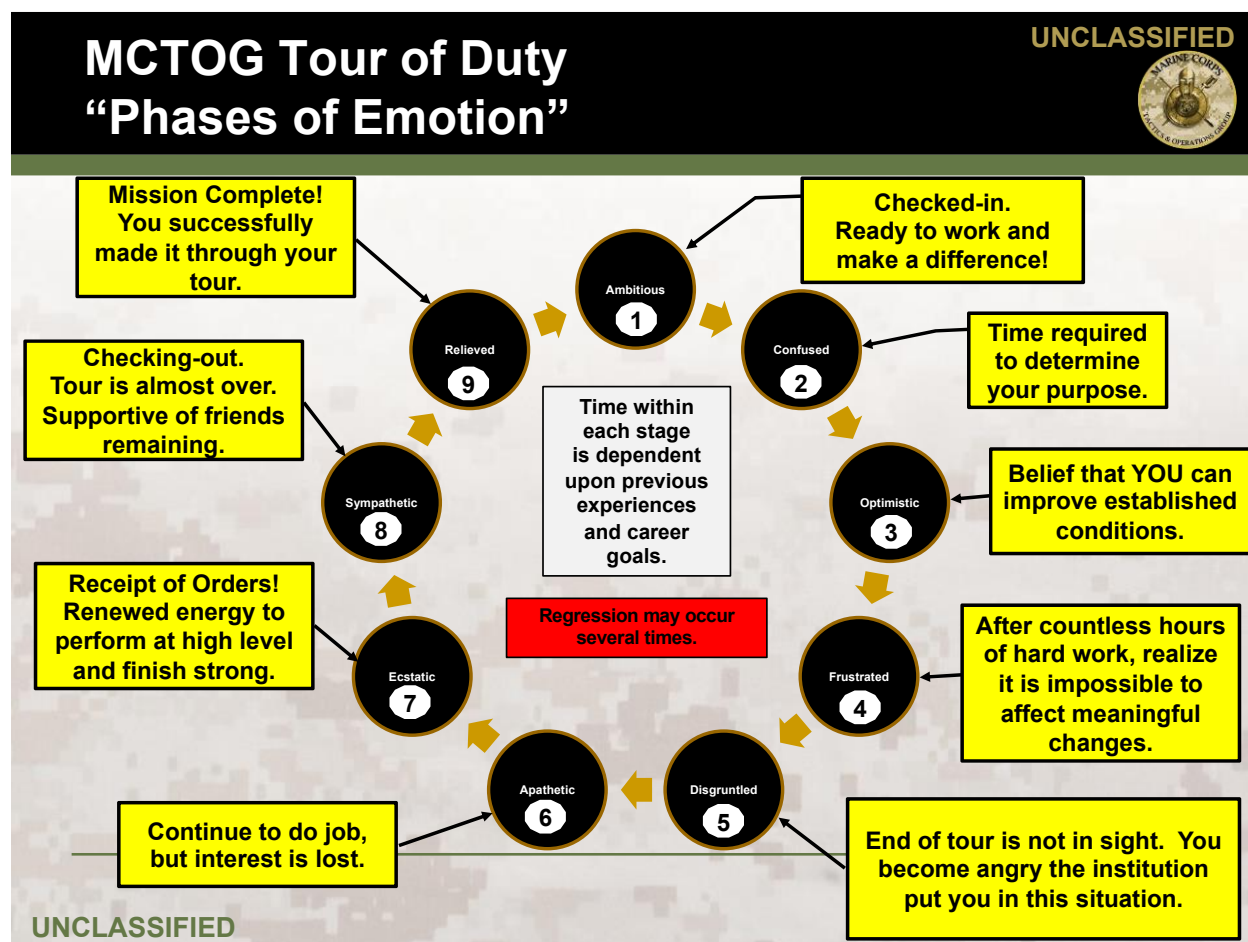 MCTOG Tour of Duty
“Phases of Emotion”
UNCLASSIFIED
MARINE CORPS
TACTICS & OPERATIONS GROUP
Mission Complete!
You successfully
made it through your
tour.
Checked-in.
Ready to work and
make a difference!
Ambitious
1
Relieved
9
Confused
2
Time required
to determine
your purpose.
Checking-out.
Tour is almost over.
Supportive of friends
remaining.
Time within
each stage
is dependent
upon previous
experiences
and career
goals.
Sympathetic
8
Optimistic
3
Belief that YOU can
improve established
conditions.
Receipt of Orders!
Renewed energy to
perform at high level
and finish strong.
Regression may occur
several times.
Ecstatic
7
Frustrated
4
After countless hours
of hard work, realize
it is impossible to
affect meaningful
changes.
Apathetic
6
Disgruntled
5
Continue to do job,
but interest is lost.
End of tour is not in sight.  You
become angry the institution
put you in this situation.
UNCLASSIFIED